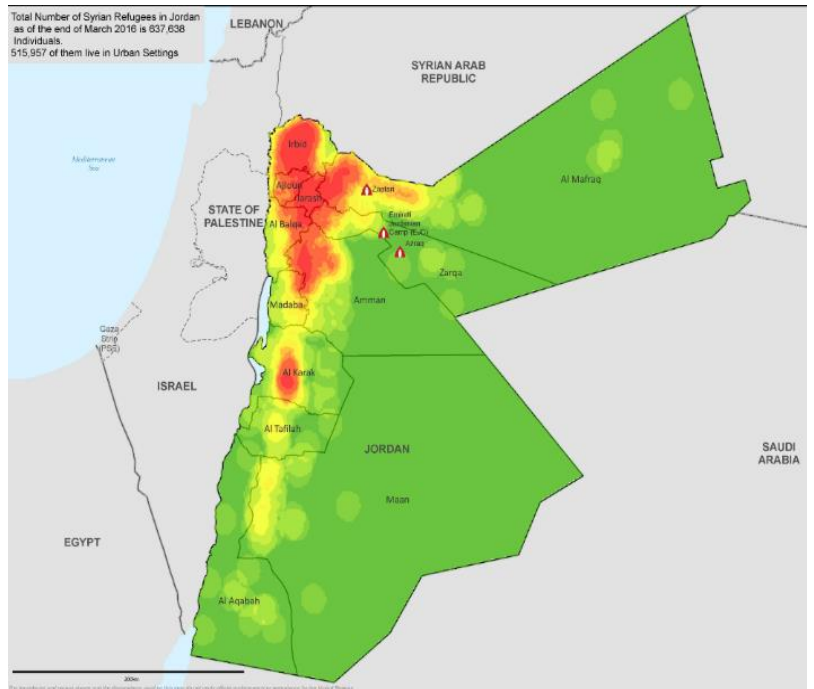 Total Number of Syrian Refugees in Jordan
as of the end of March 2016 is 637,638
Individuals.
515,957 of them live in Urban Settings
LEBANON
SYRIAN ARAB
REPUBLIC
Irbid
Al Mafraq
Ajloun
Jarash
Zaatari
STATE OF
PALESTINE
Al Balqa
Camp (EJC)
Azraq
Zarqa
Amman
Madaba
Gaza
Strip
Al Karak
ISRAEL
Al Tafilah
JORDAN
SAUDI
ARABIA
Maan
EGYPT
Al Aqabah